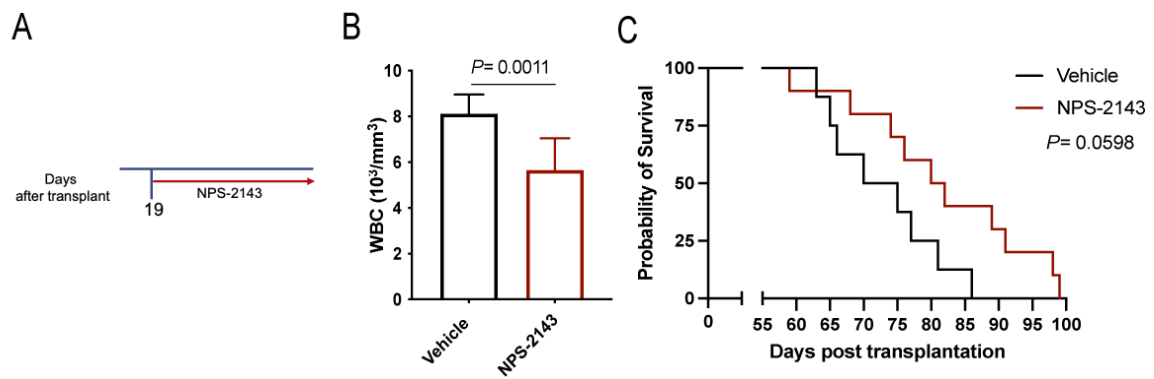 A
Days
after transplant
NPS-2143
19
B
P= 0.0011
WBC (10³/mm³)
10
8
6
4
2
0
Vehicle
NPS-2143
C
Probability of Survival
100
75
50
25
0
0
55 60 65 70 75 80 85 90 95 100
Days post transplantation
Vehicle
NPS-2143
P= 0.0598